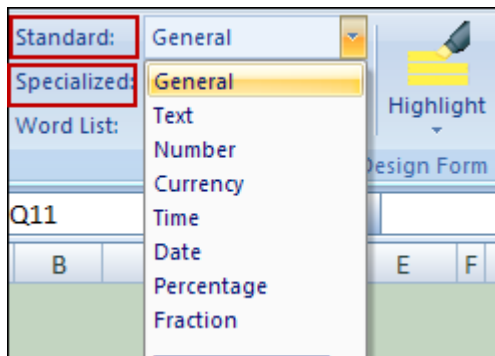 Standard: General
Specialized: General
Word List: Text
Number
Currency
Time
Date
Percentage
Fraction
Highlight
Design Form
Q11
B E F